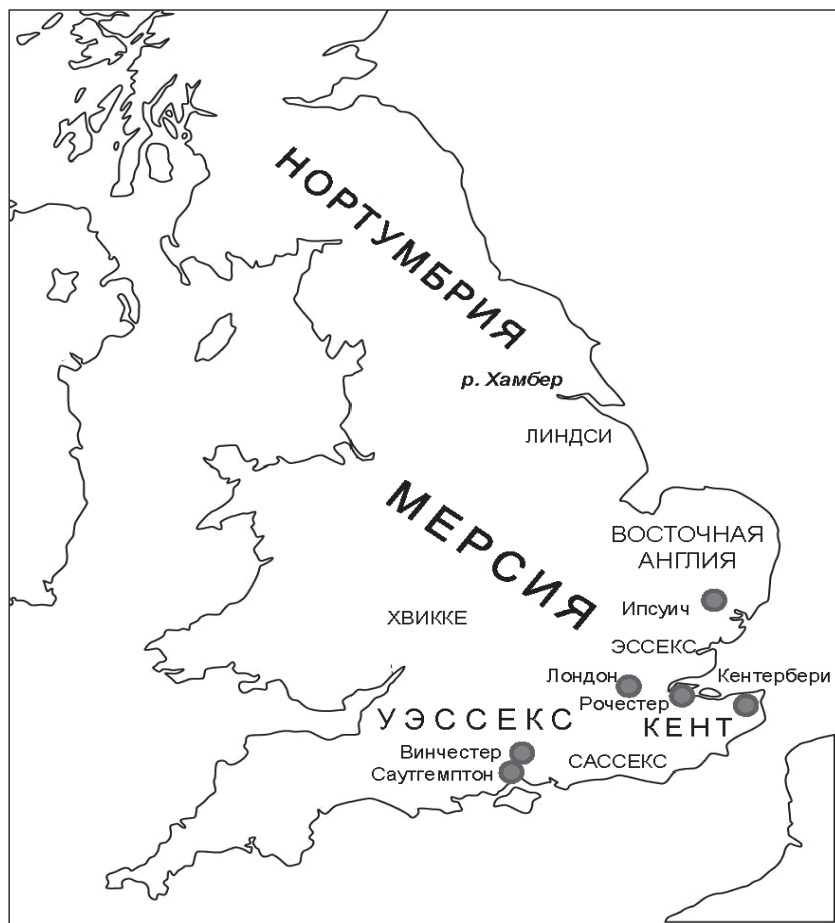 НОРТУМБРИЯ
р. Хамбер
ЛИНДСИ
МЕРСИЯ
ВОСТОЧНАЯ
АНГЛИЯ
Ипсуич
ХВИККЕ
ЭССЕКС
Лондон
Кентербери
Рочестер
УЭССЕКС
КЕНТ
Винчестер
САССЕКС
Саутгемптон